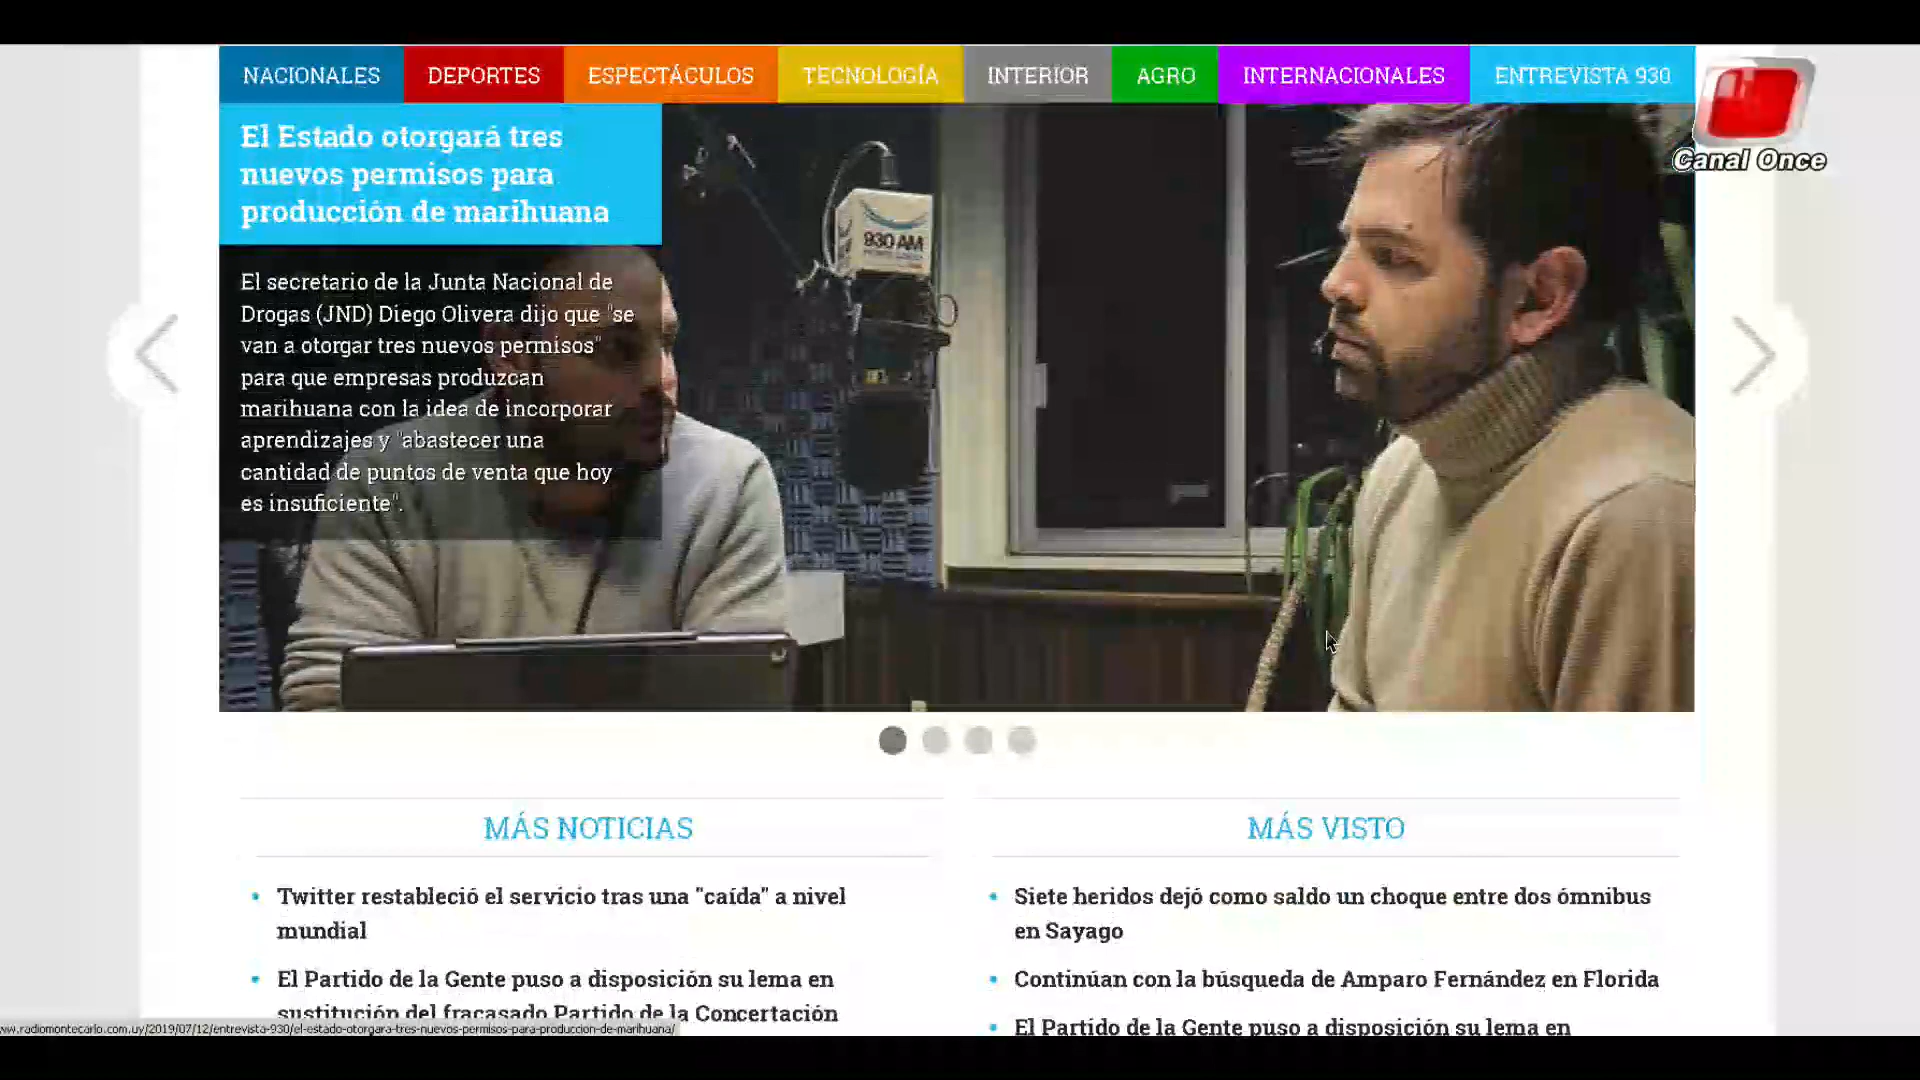 NACIONALES DEPORTES ESPECTÁCULOS TECNOLOGÍA INTERIOR AGRO INTERNACIONALES ENTREVISTA 930
Canal Once
El Estado otorgará tres
nuevos permisos para
producción de marihuana
930 AM
El secretario de la Junta Nacional de
Drogas (JND) Diego Olivera dijo que "se
van a otorgar tres nuevos permisos"
para que empresas produzcan
marihuana con la idea de incorporar
aprendizajes y "abastecer una
cantidad de puntos de venta que hoy
es insuficiente".
MÁS NOTICIAS
Twitter restableció el servicio tras una "caída" a nivel
mundial
El Partido de la Gente puso a disposición su lema en
sustitución del fracasado Partido de la Concertación
MÁS VISTO
Siete heridos dejó como saldo un choque entre dos ómnibus
en Sayago
Continúan con la búsqueda de Amparo Fernández en Florida
El Partido de la Gente puso a disposición su lema en
ww.radiomontecarlo.com.uy/2019/07/12/entrevista-930/el-estado-otorgara-tres-nuevos-permisos-para-produccion-de-marihuana/